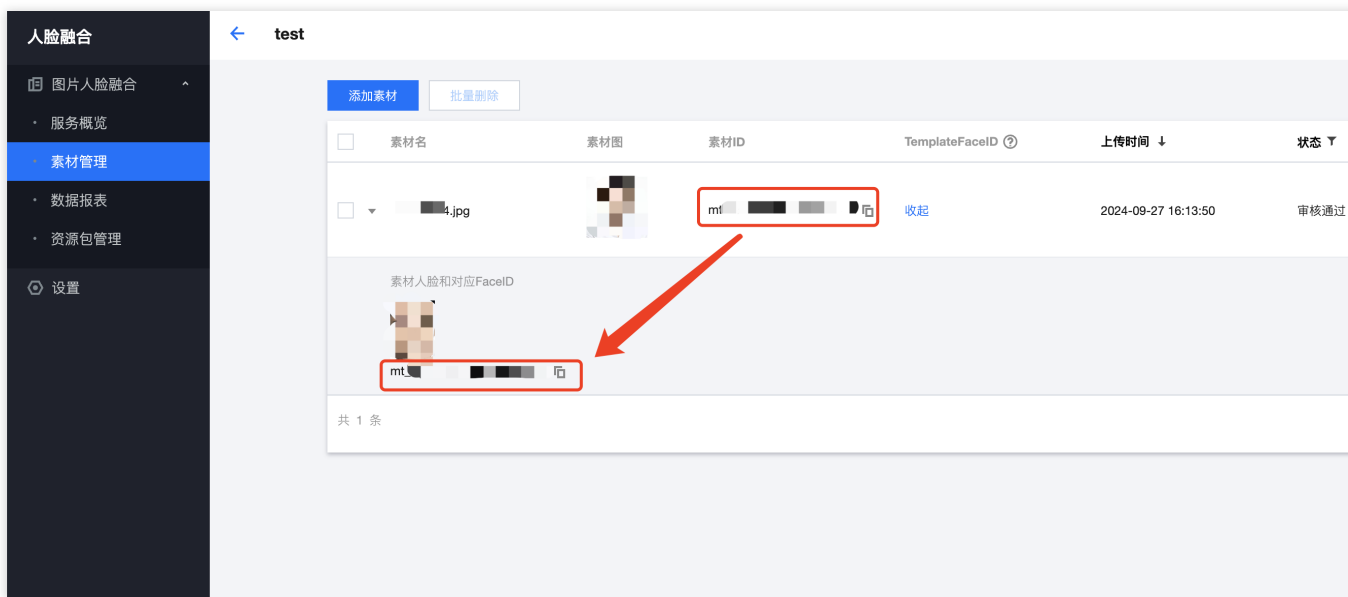 人脸融合
图片人脸融合
服务概览
素材管理
数据报表
资源包管理
设置
test
添加素材 批量删除
素材名 素材图 素材ID TemplateFaceID 上传时间 状态
4.jpg mt 收起 2024-09-27 16:13:50 审核通过
素材人脸和对应FaceID
mt_
共 1 条